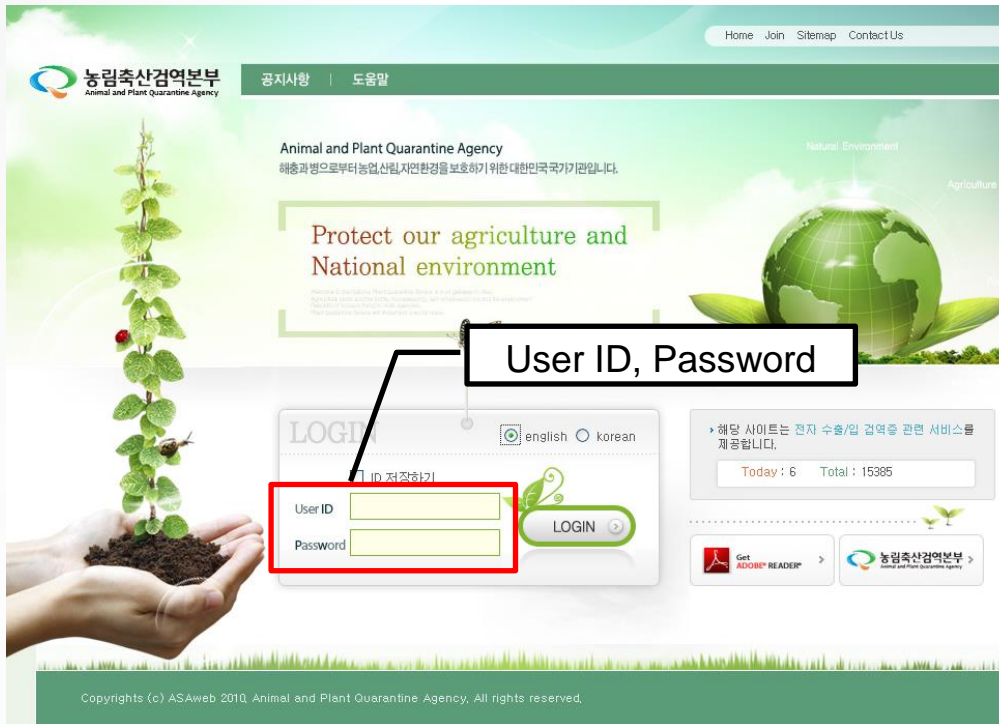 Home Join Sitemap Contact Us
농림축산검역본부
Animal and Plant Quarantine Agency
공지사항 | 도움말
Natural Environment
Agriculture
Animal and Plant Quarantine Agency
해충과 병으로부터 농업,산림,자연환경을 보호하기 위한 대한민국 국가기관입니다.
Protect our agriculture and
National environment
User ID, Password
LOGIN
english korean
ID 저장하기
User ID
Password
LOGIN
해당 사이트는 전자 수출/입 검역증 관련 서비스를
제공합니다.
Today : 6 Total : 15385
Get
ADOBE® READER®
농림축산검역본부
Animal and Plant Quarantine Agency
Copyrights (c) ASAweb 2010, Animal and Plant Quarantine Agency, All rights reserved,